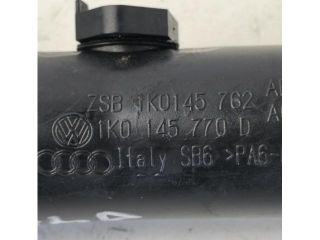 ZSB 1K0145 762 A
1K0 145 770 D A
Italy SB6 >PA6-